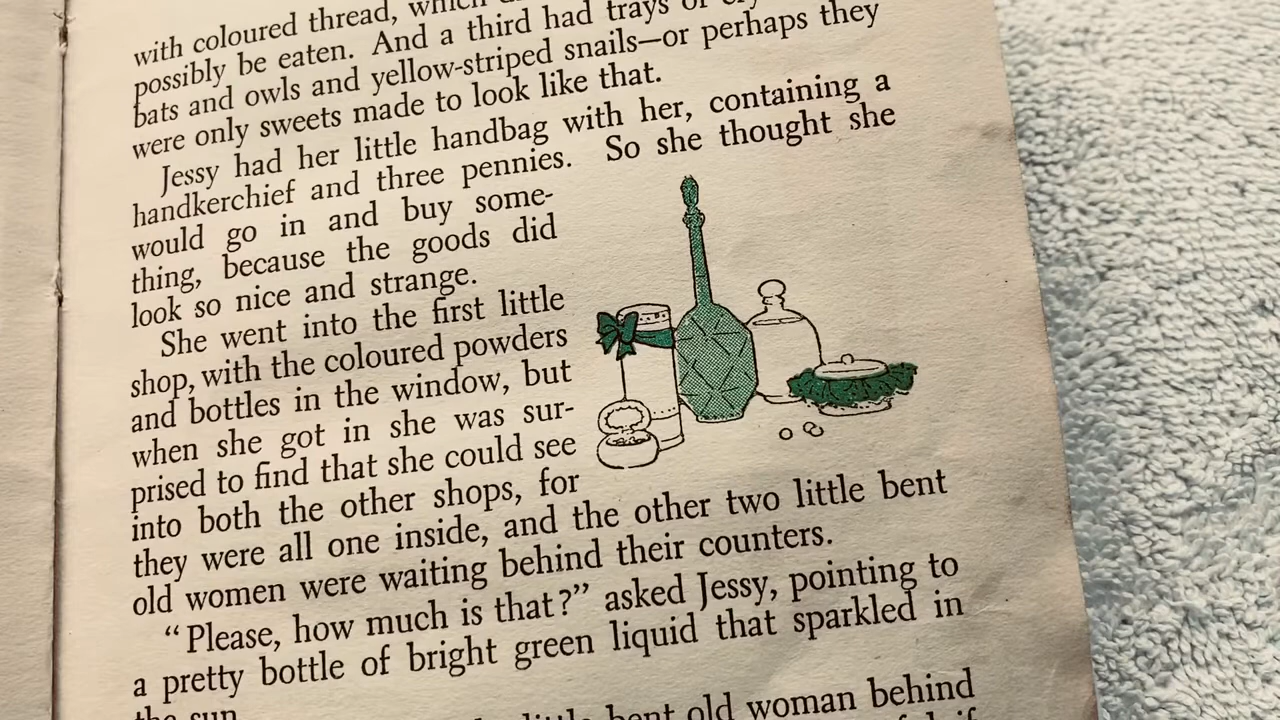 with coloured thread, which
possibly be eaten. And a third had trays of
bats and owls and yellow-striped snails—or perhaps they
were only sweets made to look like that.
Jessy had her little handbag with her, containing a
handkerchief and three pennies. So she thought she
would go in and buy some-
thing, because the goods did
look so nice and strange.
She went into the first little
shop, with the coloured powders
and bottles in the window, but
when she got in she was sur-
prised to find that she could see
into both the other shops, for
they were all one inside, and the other two little bent
old women were waiting behind their counters.
“Please, how much is that?” asked Jessy, pointing to
a pretty bottle of bright green liquid that sparkled in
the sun
little bent old woman behind